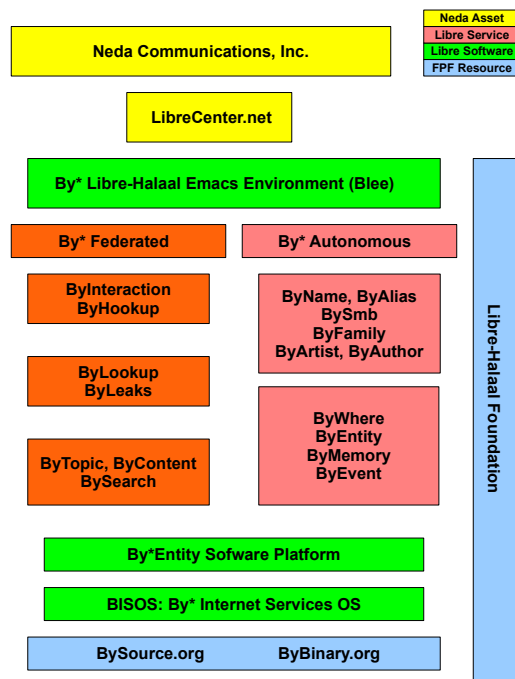 Neda Communications, Inc.
Neda Asset
Libre Service
Libre Software
FPF Resource
LibreCenter.net
By* Libre-Halaal Emacs Environment (Blee)
By* Federated
By* Autonomous
ByInteraction
ByHookup
ByName, ByAlias
BySmb
ByFamily
ByArtist, ByAuthor
ByLookup
ByLeaks
ByWhere
ByEntity
ByMemory
ByEvent
ByTopic, ByContent
BySearch
Libre-Halaal Foundation
By*Entity Sofware Platform
BISOS: By* Internet Services OS
BySource.org
ByBinary.org